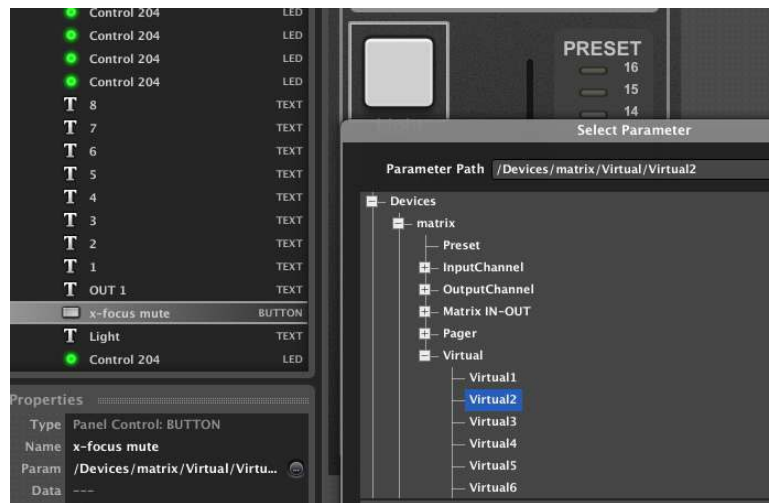 Control 204 LED
Control 204 LED
Control 204 LED
Control 204 LED
T 8 TEXT
T 7 TEXT
T 6 TEXT
T 5 TEXT
T 4 TEXT
T 3 TEXT
T 2 TEXT
T 1 TEXT
T OUT 1 TEXT
x-focus mute BUTTON
T Light TEXT
Control 204 LED
Properties
Type Panel Control: BUTTON
Name x-focus mute
Param /Devices/matrix/Virtual/Virtu...
Data ---
PRESET
16
15
14
Select Parameter
Parameter Path /Devices/matrix/Virtual/Virtual2
Devices
matrix
Preset
InputChannel
OutputChannel
Matrix IN-OUT
Pager
Virtual
Virtual1
Virtual2
Virtual3
Virtual4
Virtual5
Virtual6